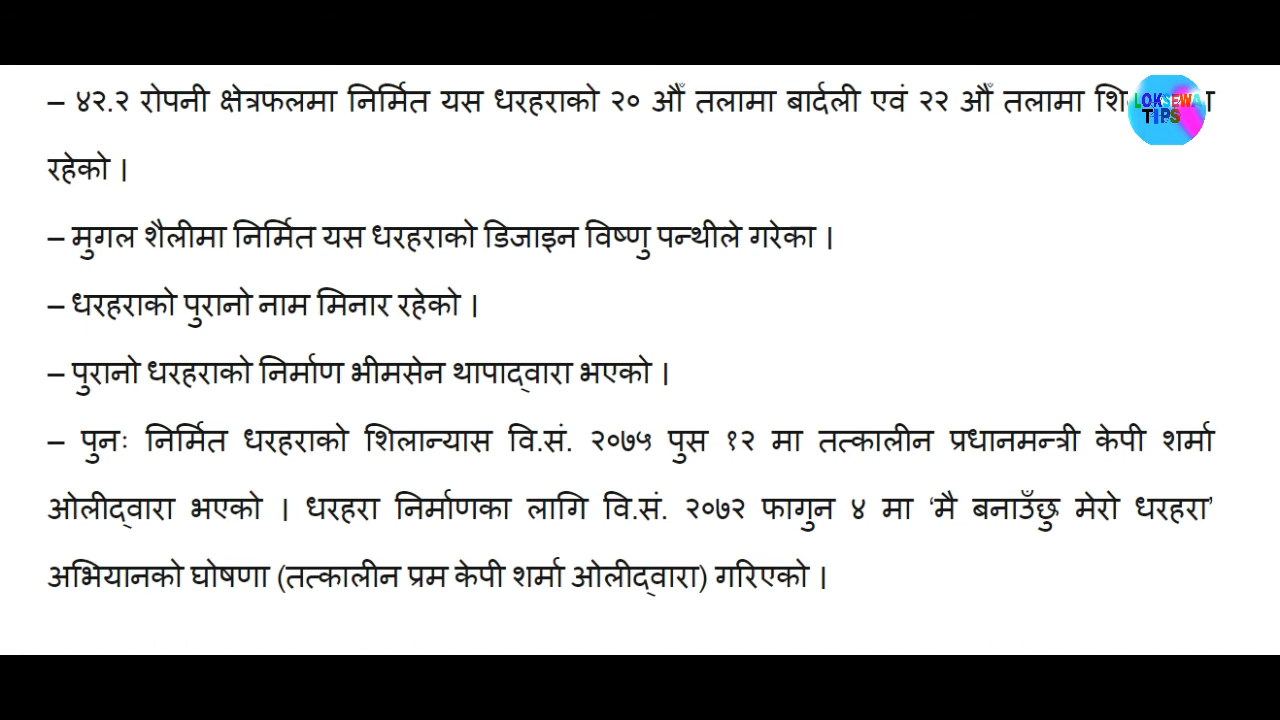 – ४२.२ रोपनी क्षेत्रफलमा निर्मित यस धरहराको २० औँ तलामा बार्दली एवं २२ औँ तलामा
रहेको ।
– मुगल शैलीमा निर्मित यस धरहराको डिजाइन विष्णु पन्थीले गरेका ।
– धरहराको पुरानो नाम मिनार रहेको ।
– पुरानो धरहराको निर्माण भीमसेन थापाद्वारा भएको ।
– पुनः निर्मित धरहराको शिलान्यास वि.सं. २०७५ पुस १२ मा तत्कालीन प्रधानमन्त्री केपी शर्मा
ओलीद्वारा भएको । धरहरा निर्माणका लागि वि.सं. २०७२ फागुन ४ मा ‘मै बनाउँछु मेरो धरहरा’
अभियानको घोषणा (तत्कालीन प्रम केपी शर्मा ओलीद्वारा) गरिएको ।
LOKSEWA
TIPS